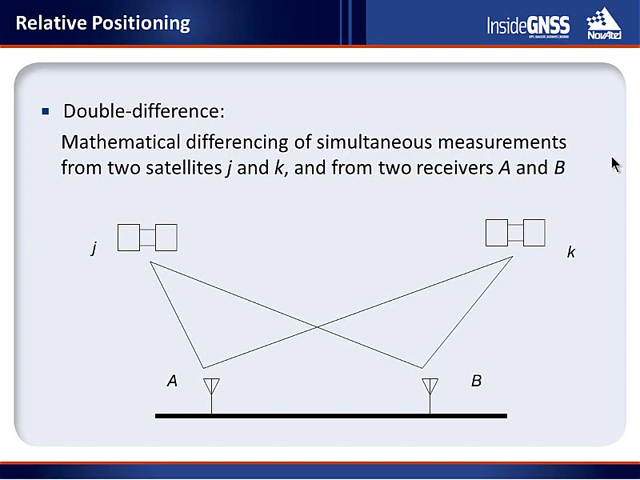 Relative Positioning
InsideGNSS
NovAtel
Double-difference:
Mathematical differencing of simultaneous measurements
from two satellites j and k, and from two receivers A and B
j
k
A
B